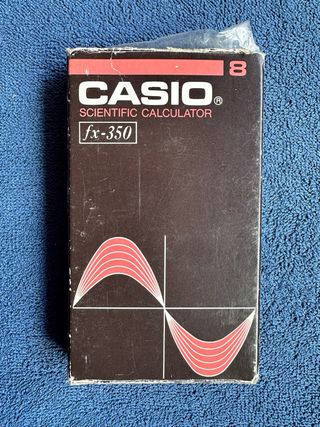 8
CASIO®
SCIENTIFIC CALCULATOR
fx-350